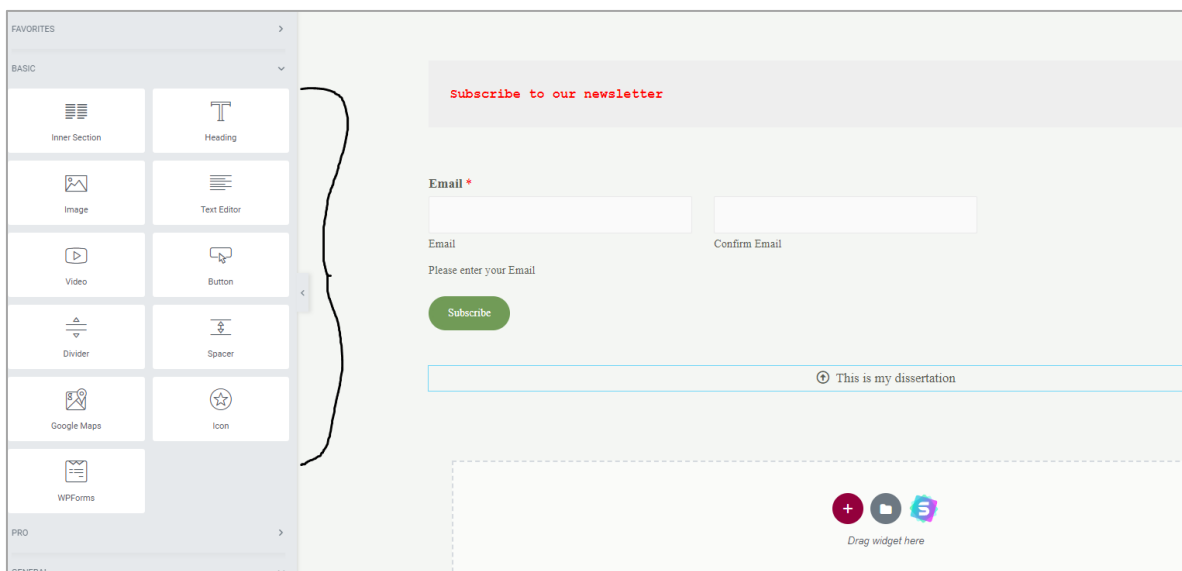 FAVORITES
BASIC
Inner Section
Heading
Image
Text Editor
Video
Button
Divider
Spacer
Google Maps
Icon
WPForms
PRO
GENERAL
Subscribe to our newsletter
Email *
Email
Confirm Email
Please enter your Email
Subscribe
This is my dissertation
Drag widget here